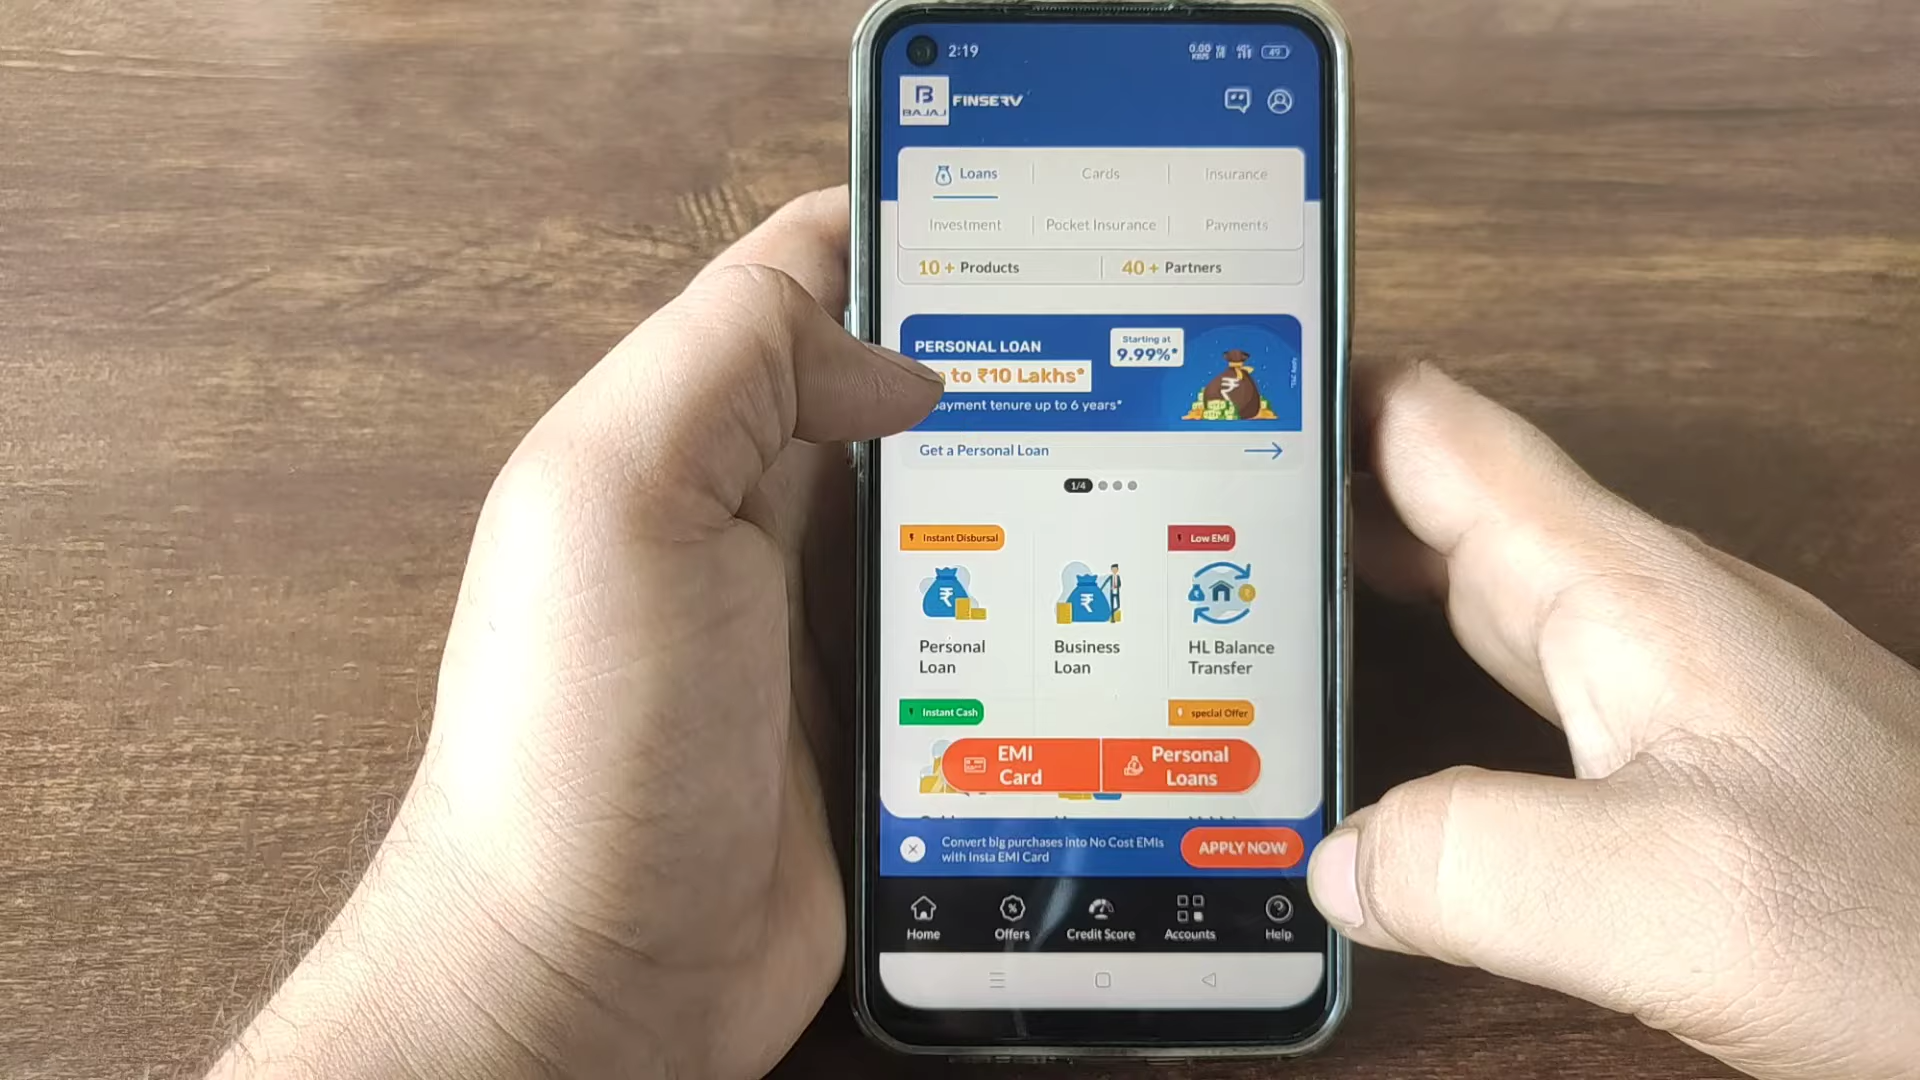 2:19
0.00 KB/S
49
B
BAJAJ
FINSERV
Loans
Cards
Insurance
Investment
Pocket Insurance
Payments
10 + Products
40 + Partners
PERSONAL LOAN
Starting at
9.99%*
to ₹10 Lakhs*
payment tenure up to 6 years*
Get a Personal Loan
1/4
Instant Disbursal
Low EMI
Personal
Loan
Business
Loan
HL Balance
Transfer
Instant Cash
special Offer
EMI
Card
Personal
Loans
Convert big purchases into No Cost EMIs
with Insta EMI Card
APPLY NOW
Home
Offers
Credit Score
Accounts
Help